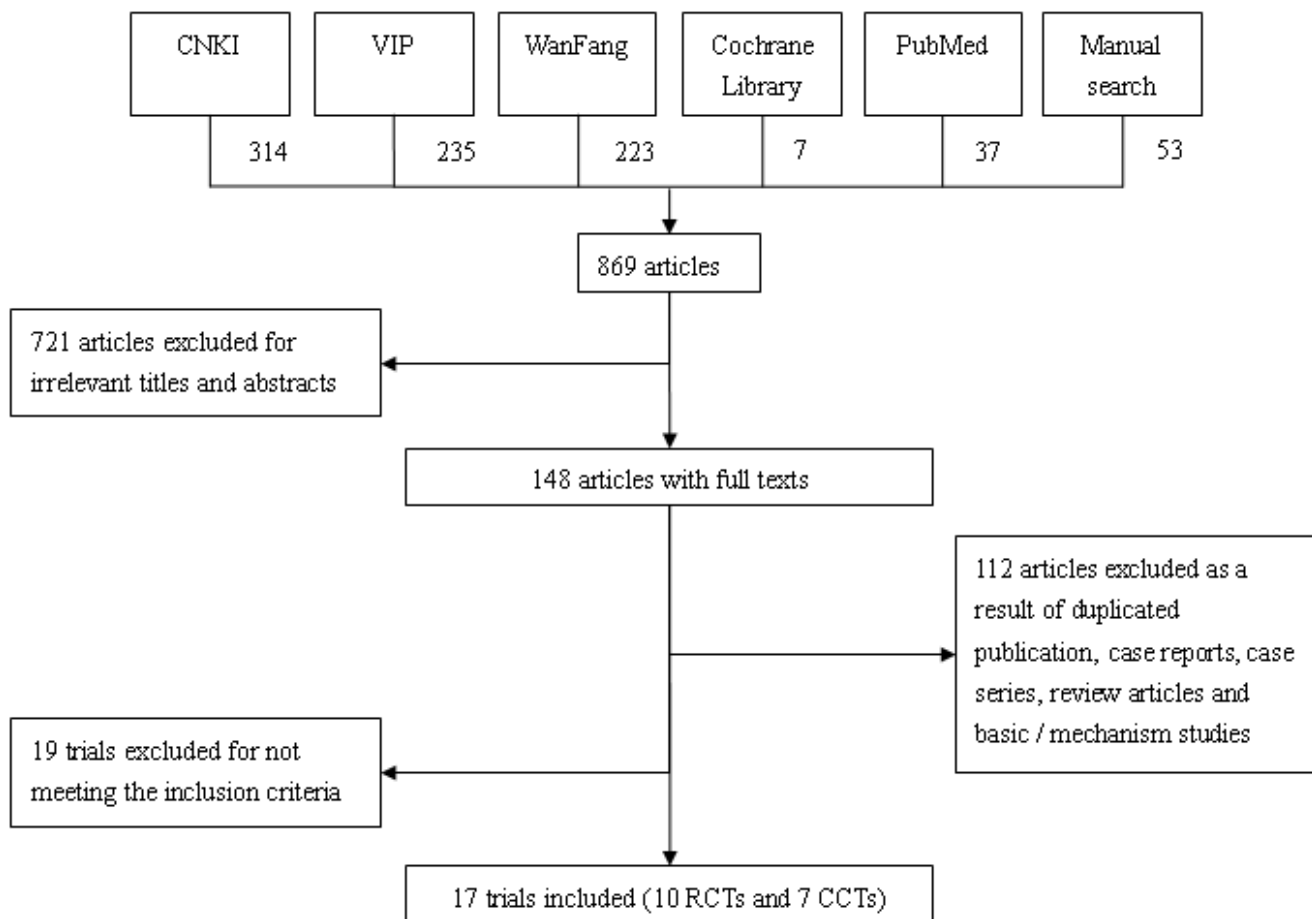 CNKI
VIP
WanFang
Cochrane
Library
PubMed
Manual
search
314
235
223
7
37
53
869 articles
721 articles excluded for
irrelevant titles and abstracts
148 articles with full texts
112 articles excluded as a
result of duplicated
publication, case reports, case
series, review articles and
basic / mechanism studies
19 trials excluded for not
meeting the inclusion criteria
17 trials included (10 RCTs and 7 CCTs)